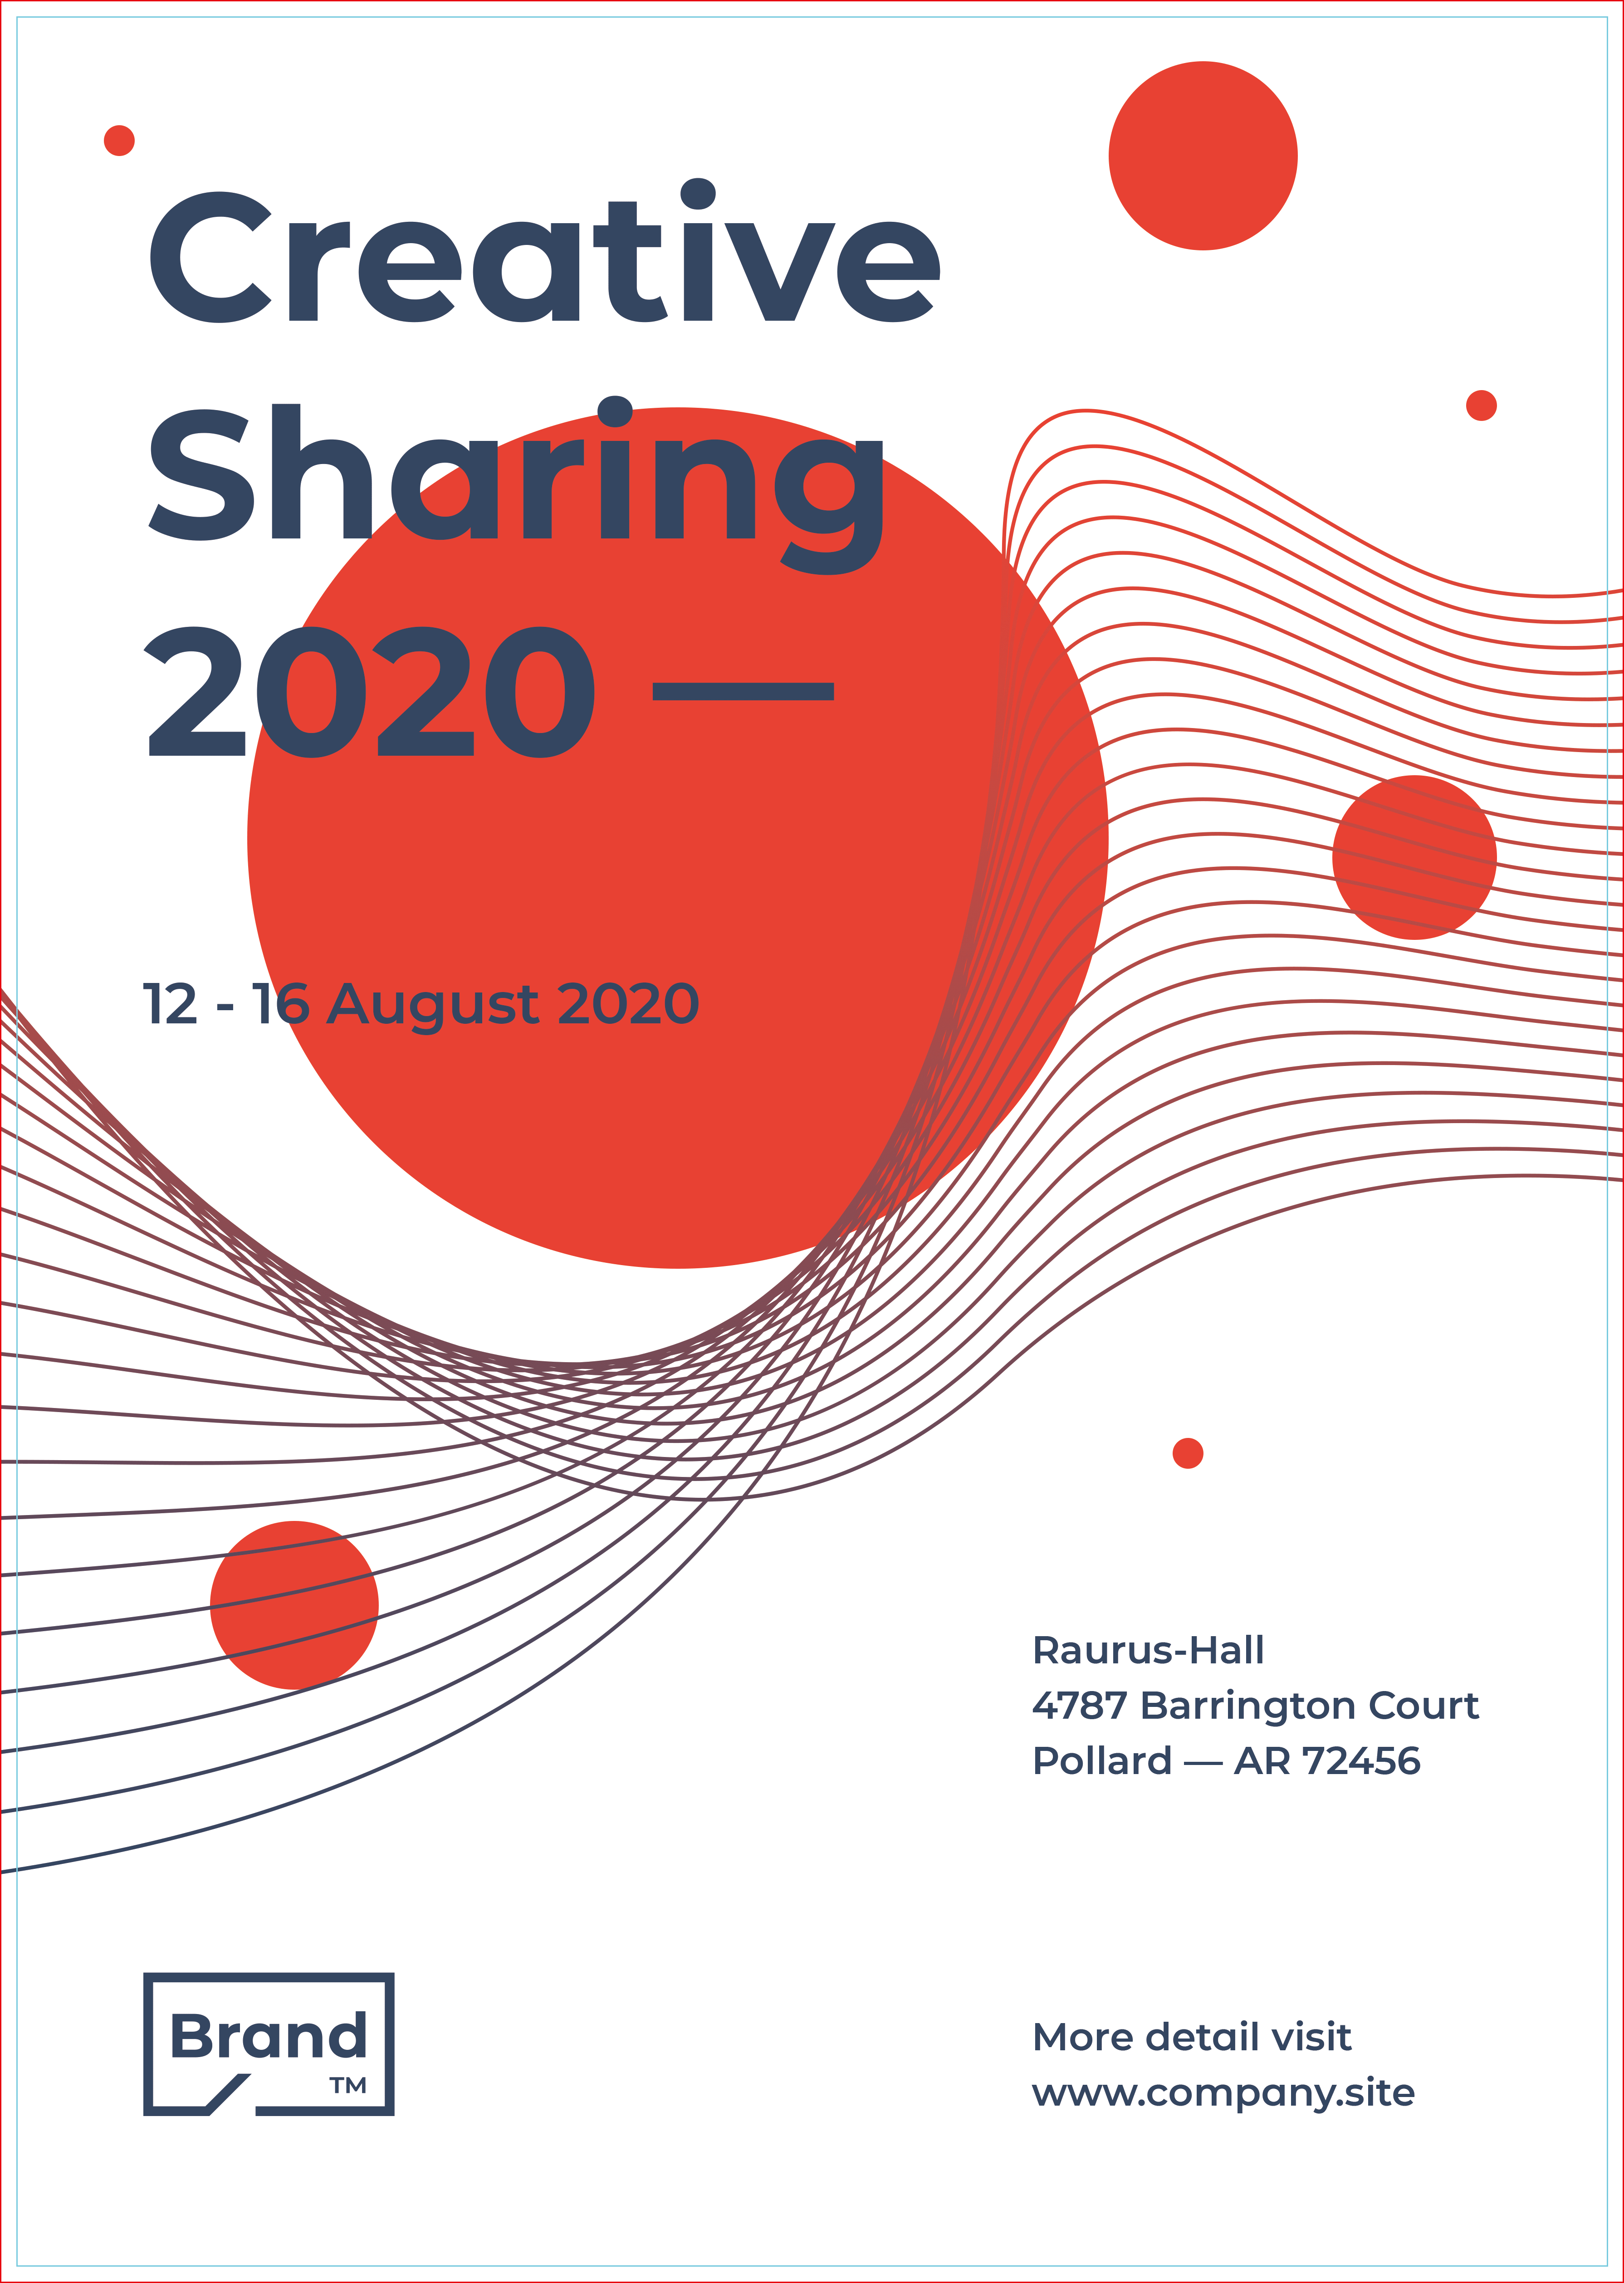 Creative
Sharing
2020 —
12 - 16 August 2020
Raurus-Hall
4787 Barrington Court
Pollard — AR 72456
Brand
TM
More detail visit
www.company.site